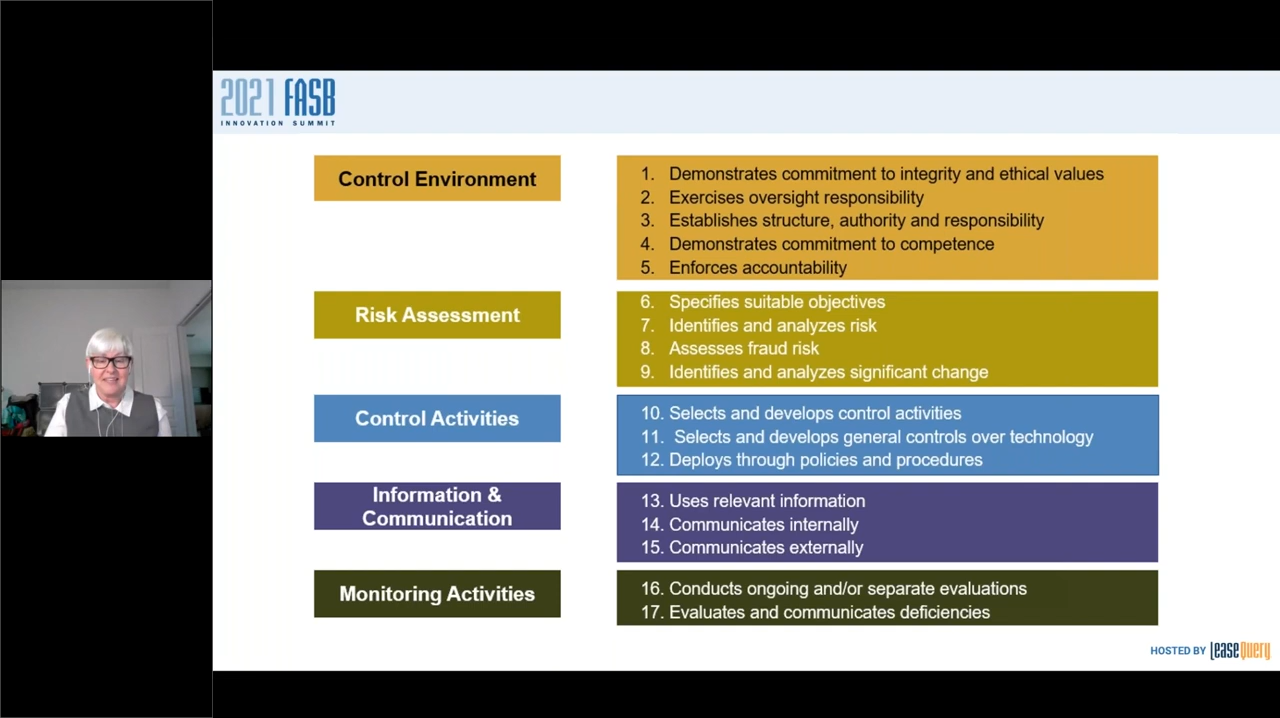 2021 FASB
INNOVATION SUMMIT
Control Environment
1. Demonstrates commitment to integrity and ethical values
2. Exercises oversight responsibility
3. Establishes structure, authority and responsibility
4. Demonstrates commitment to competence
5. Enforces accountability
Risk Assessment
6. Specifies suitable objectives
7. Identifies and analyzes risk
8. Assesses fraud risk
9. Identifies and analyzes significant change
Control Activities
10. Selects and develops control activities
11. Selects and develops general controls over technology
12. Deploys through policies and procedures
Information &
Communication
13. Uses relevant information
14. Communicates internally
15. Communicates externally
Monitoring Activities
16. Conducts ongoing and/or separate evaluations
17. Evaluates and communicates deficiencies
HOSTED BY LEASEQUERY